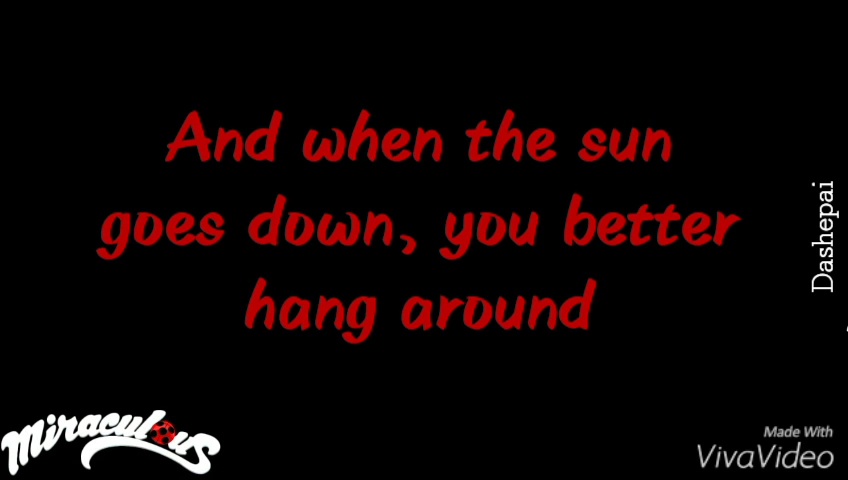 And when the sun
goes down, you better
hang around
Dashepai
Miraculous
Made With
VivaVideo